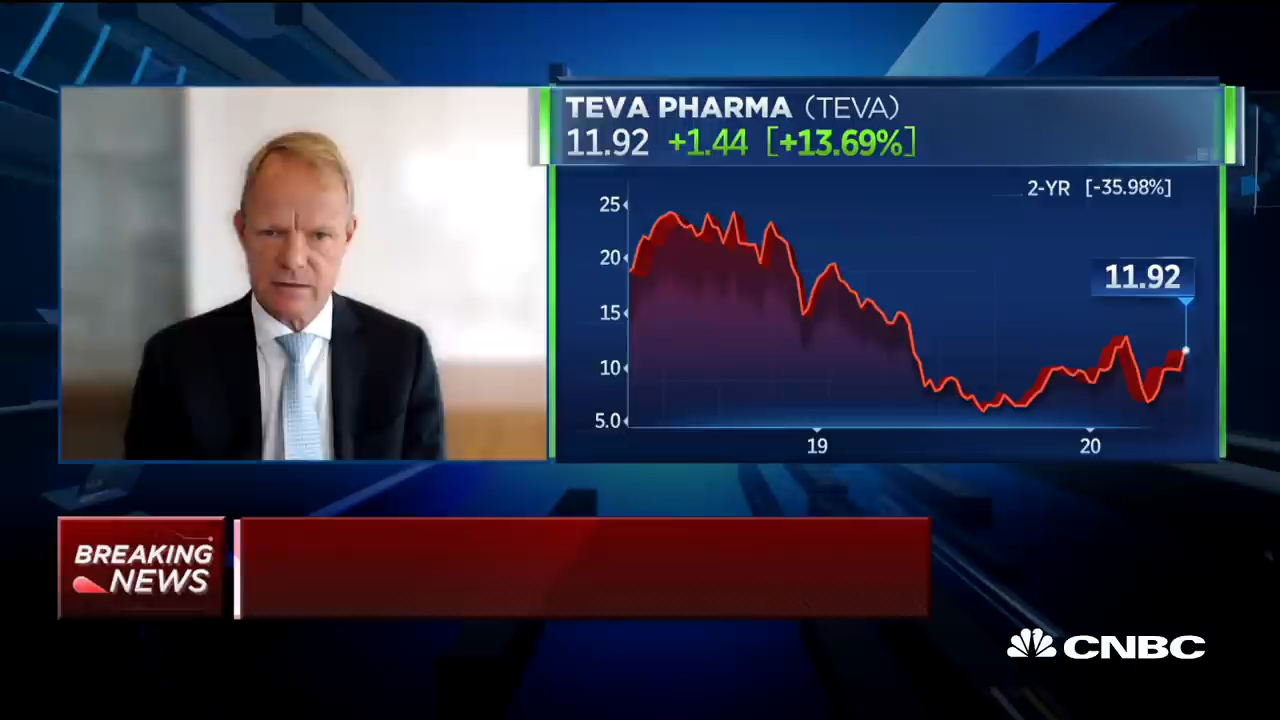 TEVA PHARMA (TEVA)
11.92 +1.44 [+13.69%]
2-YR [-35.98%]
25
20
15
10
5.0
11.92
19
20
BREAKING
NEWS
CNBC